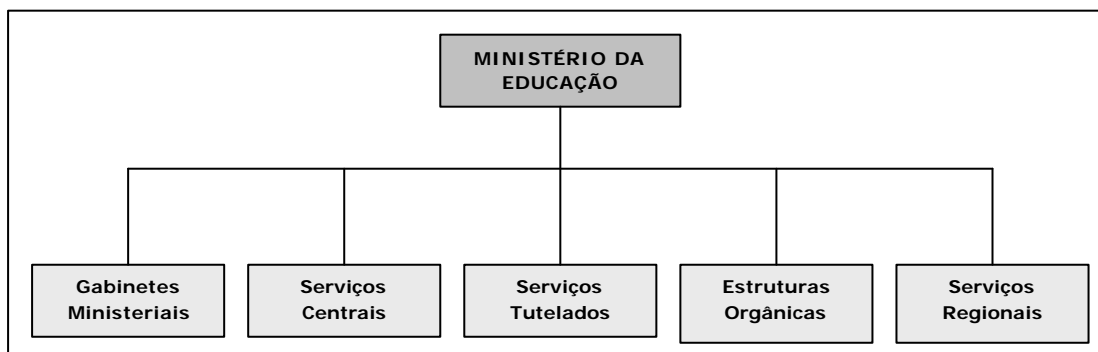 MINISTÉRIO DA
EDUCAÇÃO
Gabinetes
Ministeriais
Serviços
Centrais
Serviços
Tutelados
Estruturas
Orgânicas
Serviços
Regionais